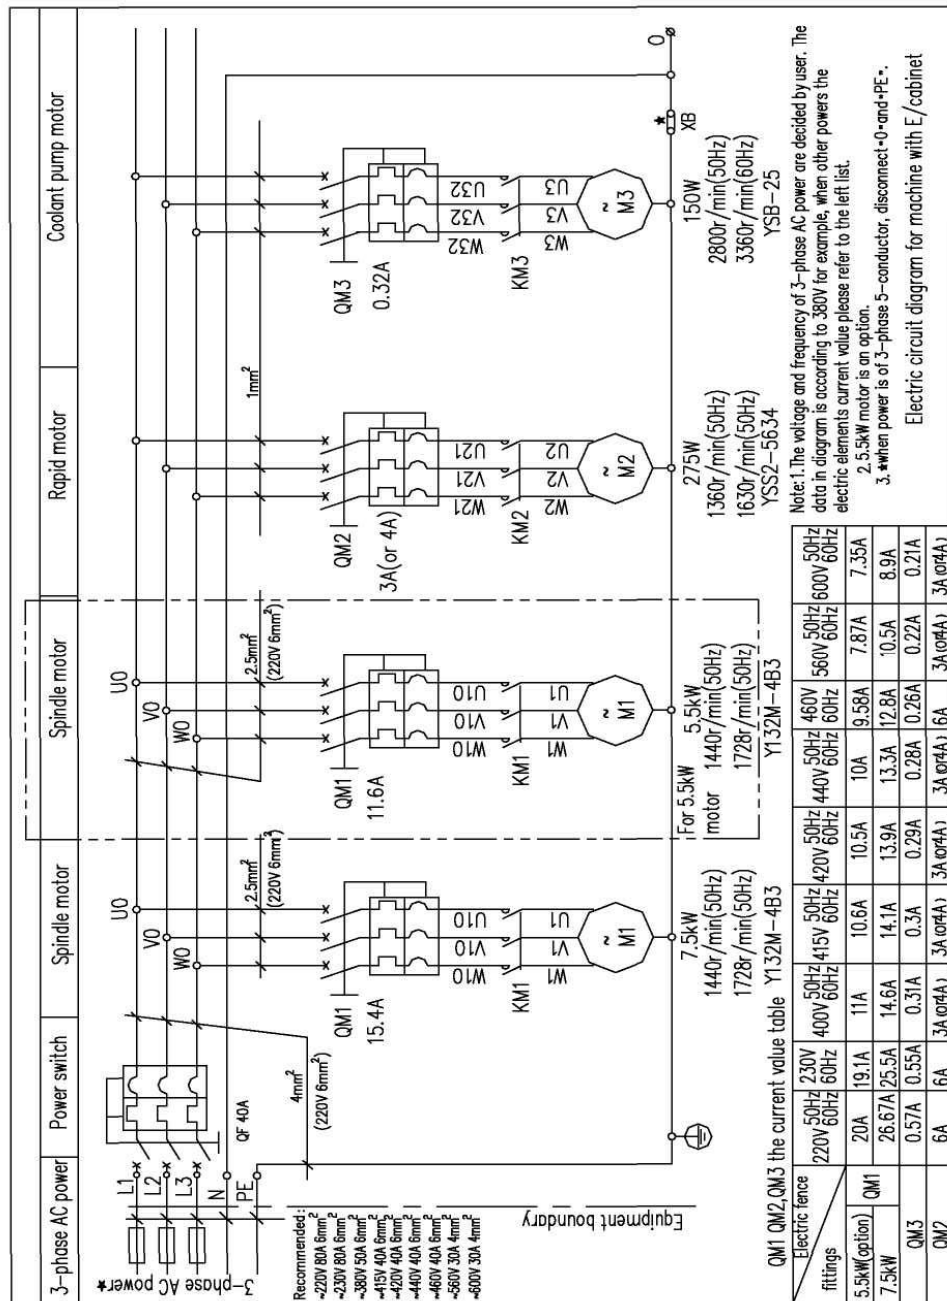 3-phase AC power
Power switch
Spindle motor
Spindle motor
Rapid motor
Coolant pump motor
L1
L2
L3
N
PE
3-phase AC power★
QF 40A
4mm²
(220V 6mm²)
Recommended:
~220V 80A 6mm²
~230V 80A 6mm²
~380V 50A 6mm²
~415V 40A 6mm²
~420V 40A 6mm²
~440V 40A 6mm²
~460V 40A 6mm²
~560V 30A 4mm²
~600V 30A 4mm²
Equipment boundary
U0
V0
W0
2.5mm²
(220V 6mm²)
QM1
15.4A
U10
V10
W10
KM1
U1
V1
W1
~ M1
7.5kW
1440r/min(50Hz)
1728r/min(50Hz)
Y132M-4B3
U0
V0
W0
2.5mm²
(220V 6mm²)
QM1
11.6A
U10
V10
W10
KM1
U1
V1
W1
~ M1
For 5.5kW
motor
5.5kW
1440r/min(50Hz)
1728r/min(50Hz)
Y132M-4B3
1mm²
QM2
3A(or 4A)
U21
V21
W21
KM2
U2
V2
W2
~ M2
275W
1360r/min(50Hz)
1630r/min(50Hz)
YSS2-5634
QM3
0.32A
U32
V32
W32
KM3
U3
V3
W3
~ M3
150W
2800r/min(50Hz)
3360r/min(60Hz)
YSB-25
★
XB
O
QM1 QM2,QM3 the current value table
Electric fence
fittings
220V 50Hz 60Hz
230V 60Hz
400V 50Hz 60Hz
415V 50Hz 60Hz
420V 50Hz 60Hz
440V 50Hz 60Hz
460V 60Hz
560V 50Hz 60Hz
600V 50Hz 60Hz
5.5kW(option) QM1 20A 19.1A 11A 10.6A 10.5A 10A 9.58A 7.87A 7.35A
7.5kW 26.67A 25.5A 14.6A 14.1A 13.9A 13.3A 12.8A 10.5A 8.9A
QM3 0.57A 0.55A 0.31A 0.3A 0.29A 0.28A 0.26A 0.22A 0.21A
QM2 6A 6A 3A(or4A) 3A(or4A) 3A(or4A) 3A(or4A) 6A 3A(or4A) 3A(or4A)
Note:1.The voltage and frequency of 3-phase AC power are decided by user. The
data in diagram is according to 380V for example, when other powers the
electric elements current value please refer to the left list.
2. 5.5kW motor is an option.
3. ★when power is of 3-phase 5-conductor, disconnect"O"and"PE".
Electric circuit diagram for machine with E/cabinet